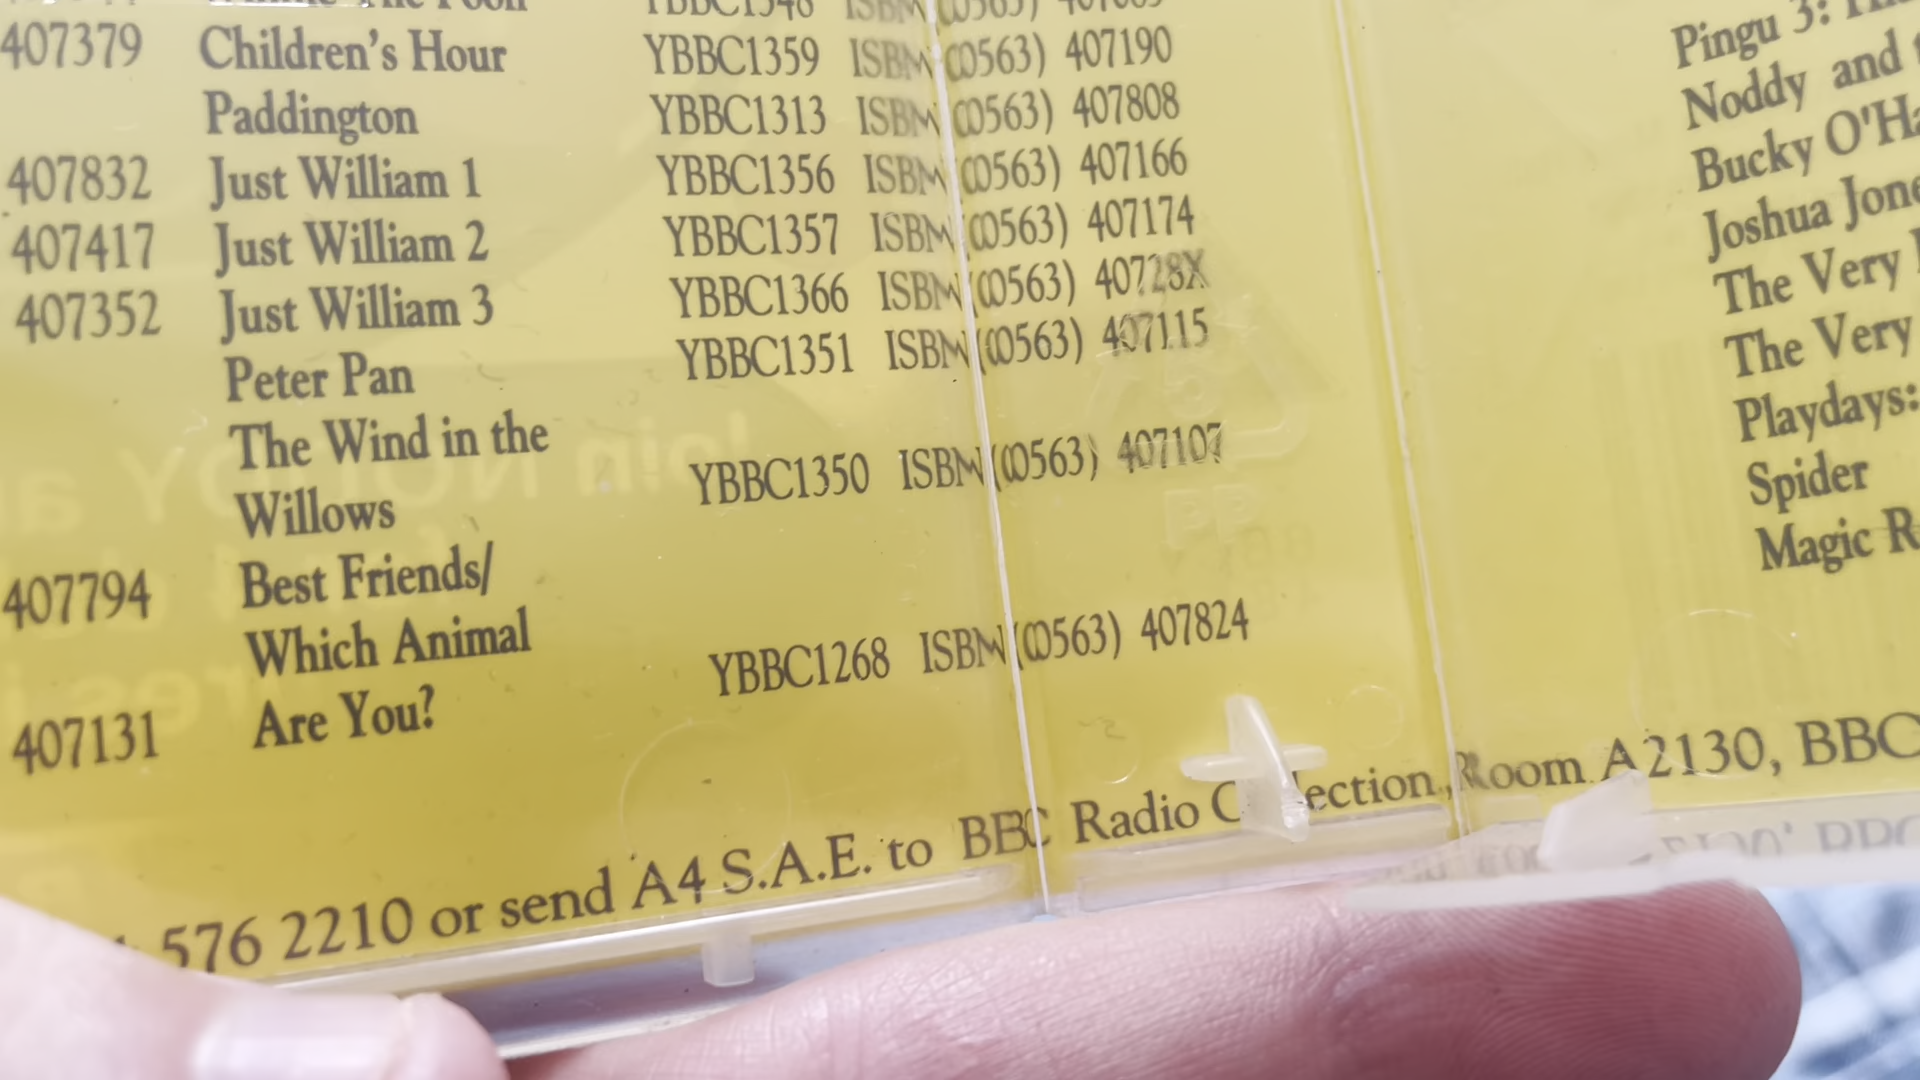 407379 Children's Hour YBBC1359 ISBN (0563) 407190
Paddington YBBC1313 ISBN (0563) 407808
407832 Just William 1 YBBC1356 ISBN (0563) 407166
407417 Just William 2 YBBC1357 ISBN (0563) 407174
407352 Just William 3 YBBC1366 ISBN (0563) 40728X
Peter Pan YBBC1351 ISBN (0563) 407115
The Wind in the
Willows YBBC1350 ISBN (0563) 407107
407794 Best Friends/
Which Animal
407131 Are You? YBBC1268 ISBN (0563) 407824
Pingu 3:
Noddy and
Bucky O'Ha
Joshua Jone
The Very
The Very
Playdays:
Spider
Magic R
576 2210 or send A4 S.A.E. to BBC Radio C ection, Room A2130, BBC